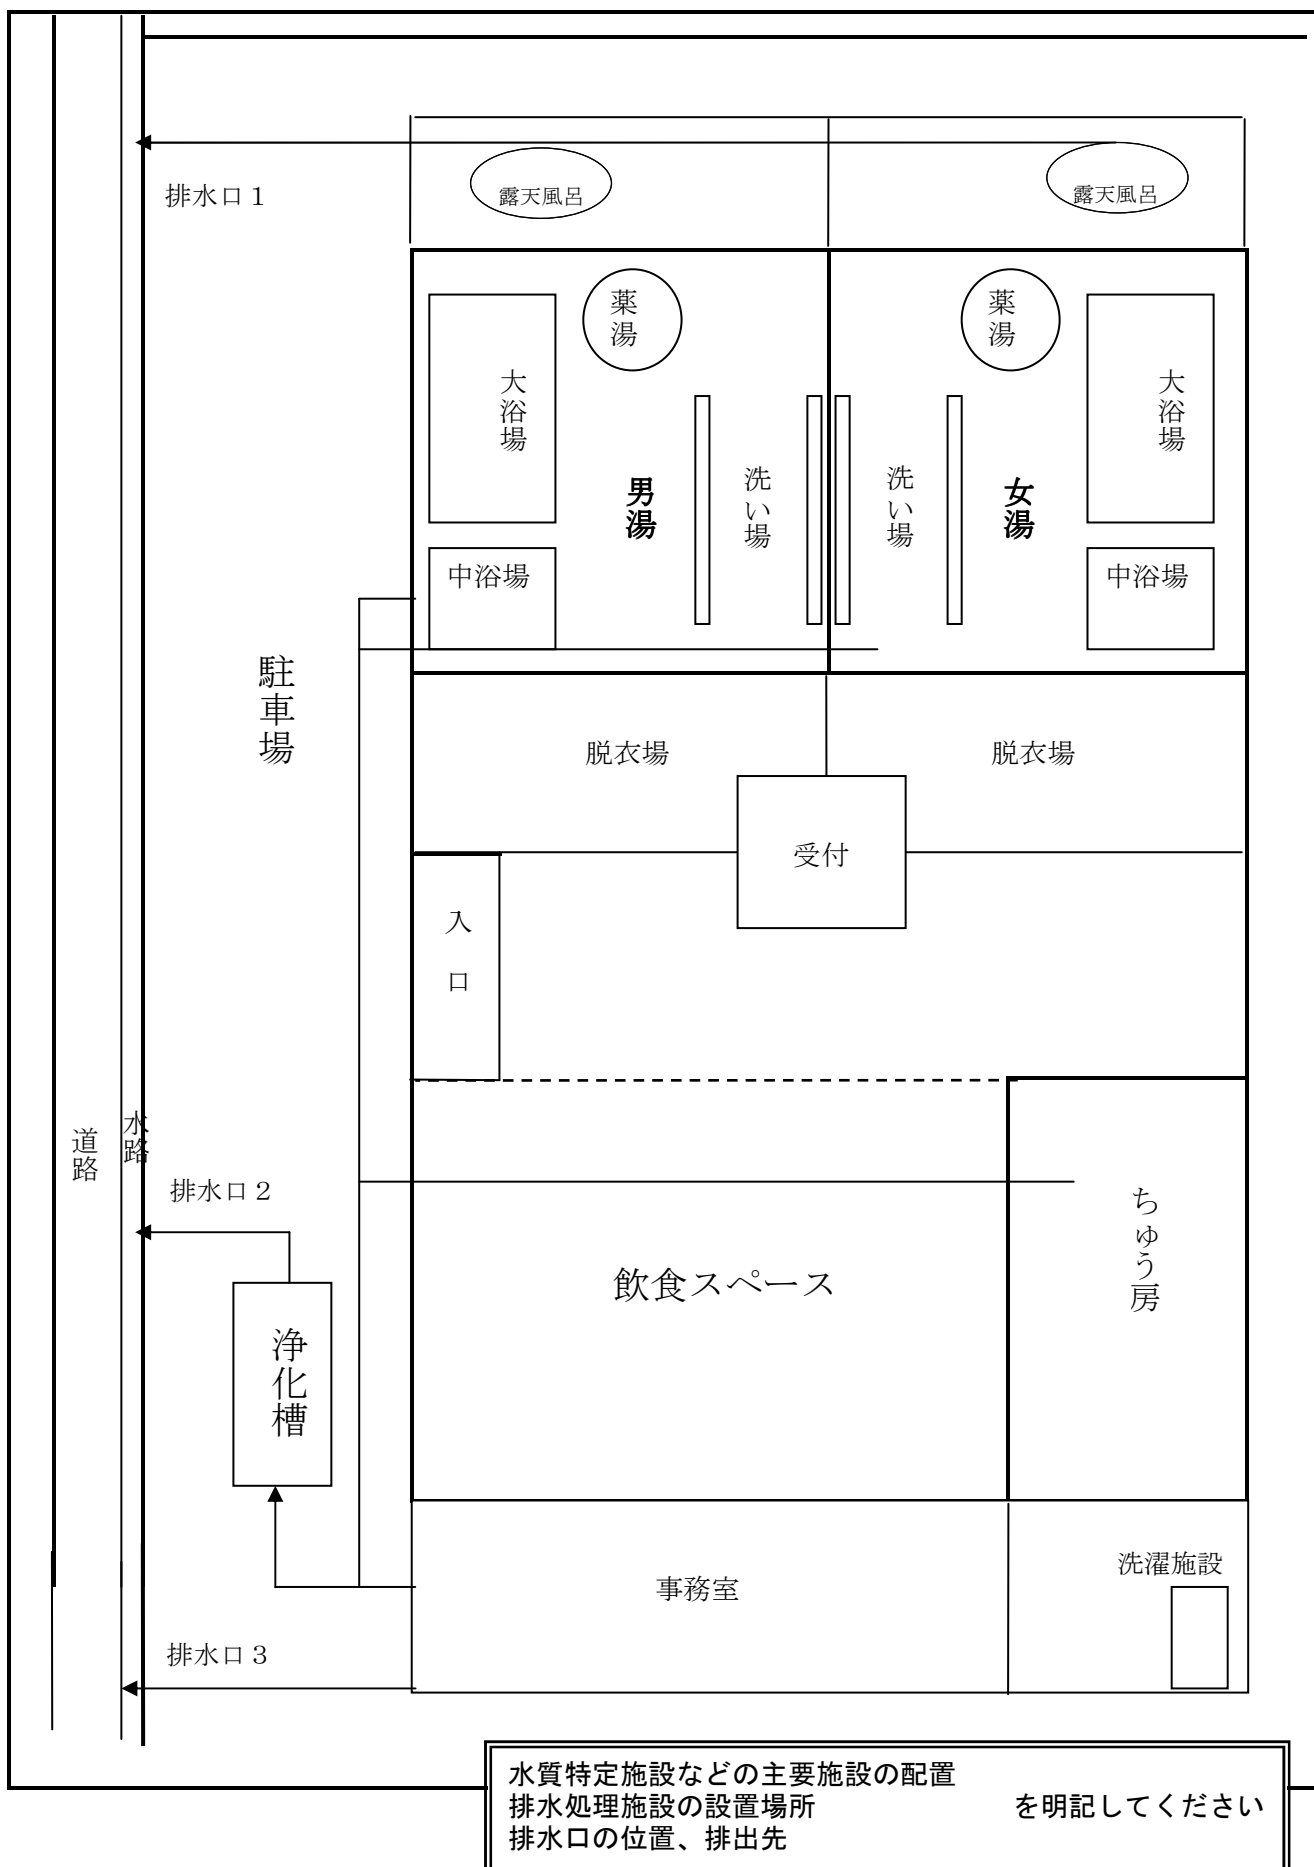 排水口１
露天風呂
露天風呂
薬湯
薬湯
大浴場
大浴場
男湯
洗い場
洗い場
女湯
中浴場
中浴場
駐車場
脱衣場
脱衣場
受付
入口
道路
水路
排水口２
ちゅう房
飲食スペース
浄化槽
洗濯施設
事務室
排水口３
水質特定施設などの主要施設の配置
排水処理施設の設置場所　　　　　　　を明記してください
排水口の位置、排出先